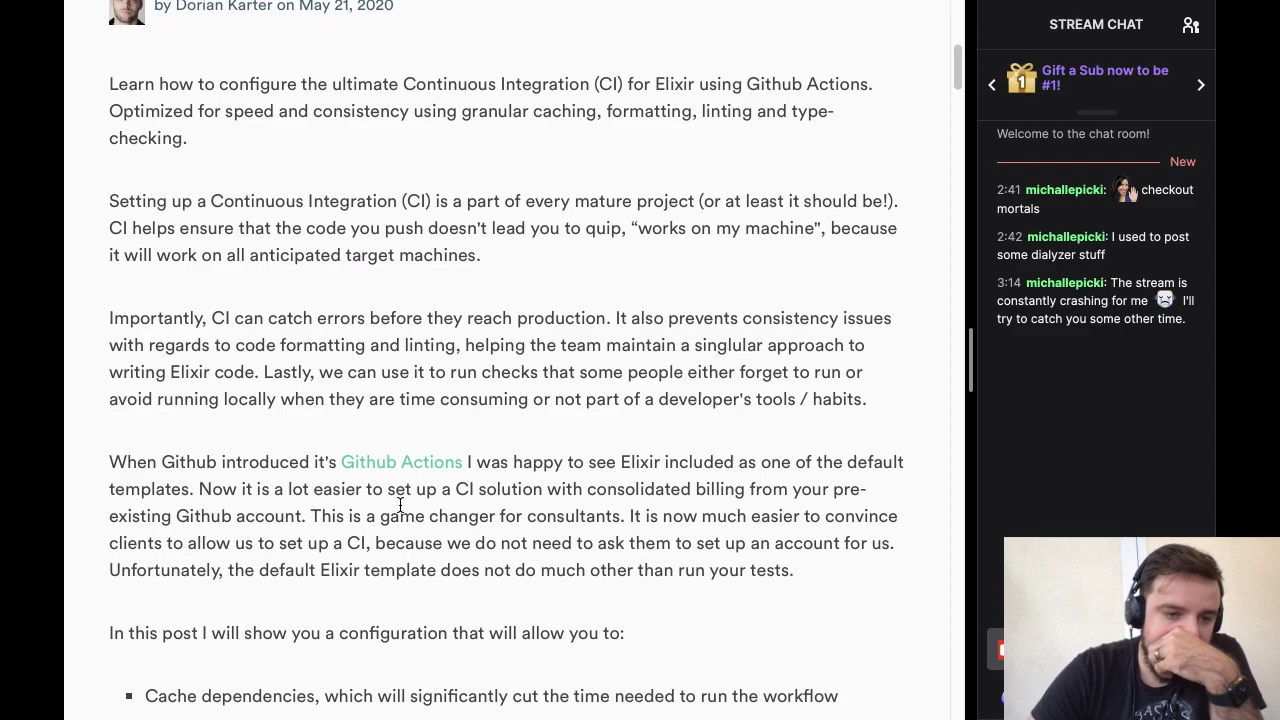 by Dorian Karter on May 21, 2020
Learn how to configure the ultimate Continuous Integration (CI) for Elixir using Github Actions.
Optimized for speed and consistency using granular caching, formatting, linting and type-
checking.
Setting up a Continuous Integration (CI) is a part of every mature project (or at least it should be!).
CI helps ensure that the code you push doesn't lead you to quip, “works on my machine", because
it will work on all anticipated target machines.
Importantly, CI can catch errors before they reach production. It also prevents consistency issues
with regards to code formatting and linting, helping the team maintain a singlular approach to
writing Elixir code. Lastly, we can use it to run checks that some people either forget to run or
avoid running locally when they are time consuming or not part of a developer's tools / habits.
When Github introduced it's Github Actions I was happy to see Elixir included as one of the default
templates. Now it is a lot easier to set up a CI solution with consolidated billing from your pre-
existing Github account. This is a game changer for consultants. It is now much easier to convince
clients to allow us to set up a CI, because we do not need to ask them to set up an account for us.
Unfortunately, the default Elixir template does not do much other than run your tests.
In this post I will show you a configuration that will allow you to:
Cache dependencies, which will significantly cut the time needed to run the workflow
STREAM CHAT
1
Gift a Sub now to be
#1!
Welcome to the chat room!
New
2:41 michallepicki: checkout
mortals
2:42 michallepicki: I used to post
some dialyzer stuff
3:14 michallepicki: The stream is
constantly crashing for me I'll
try to catch you some other time.